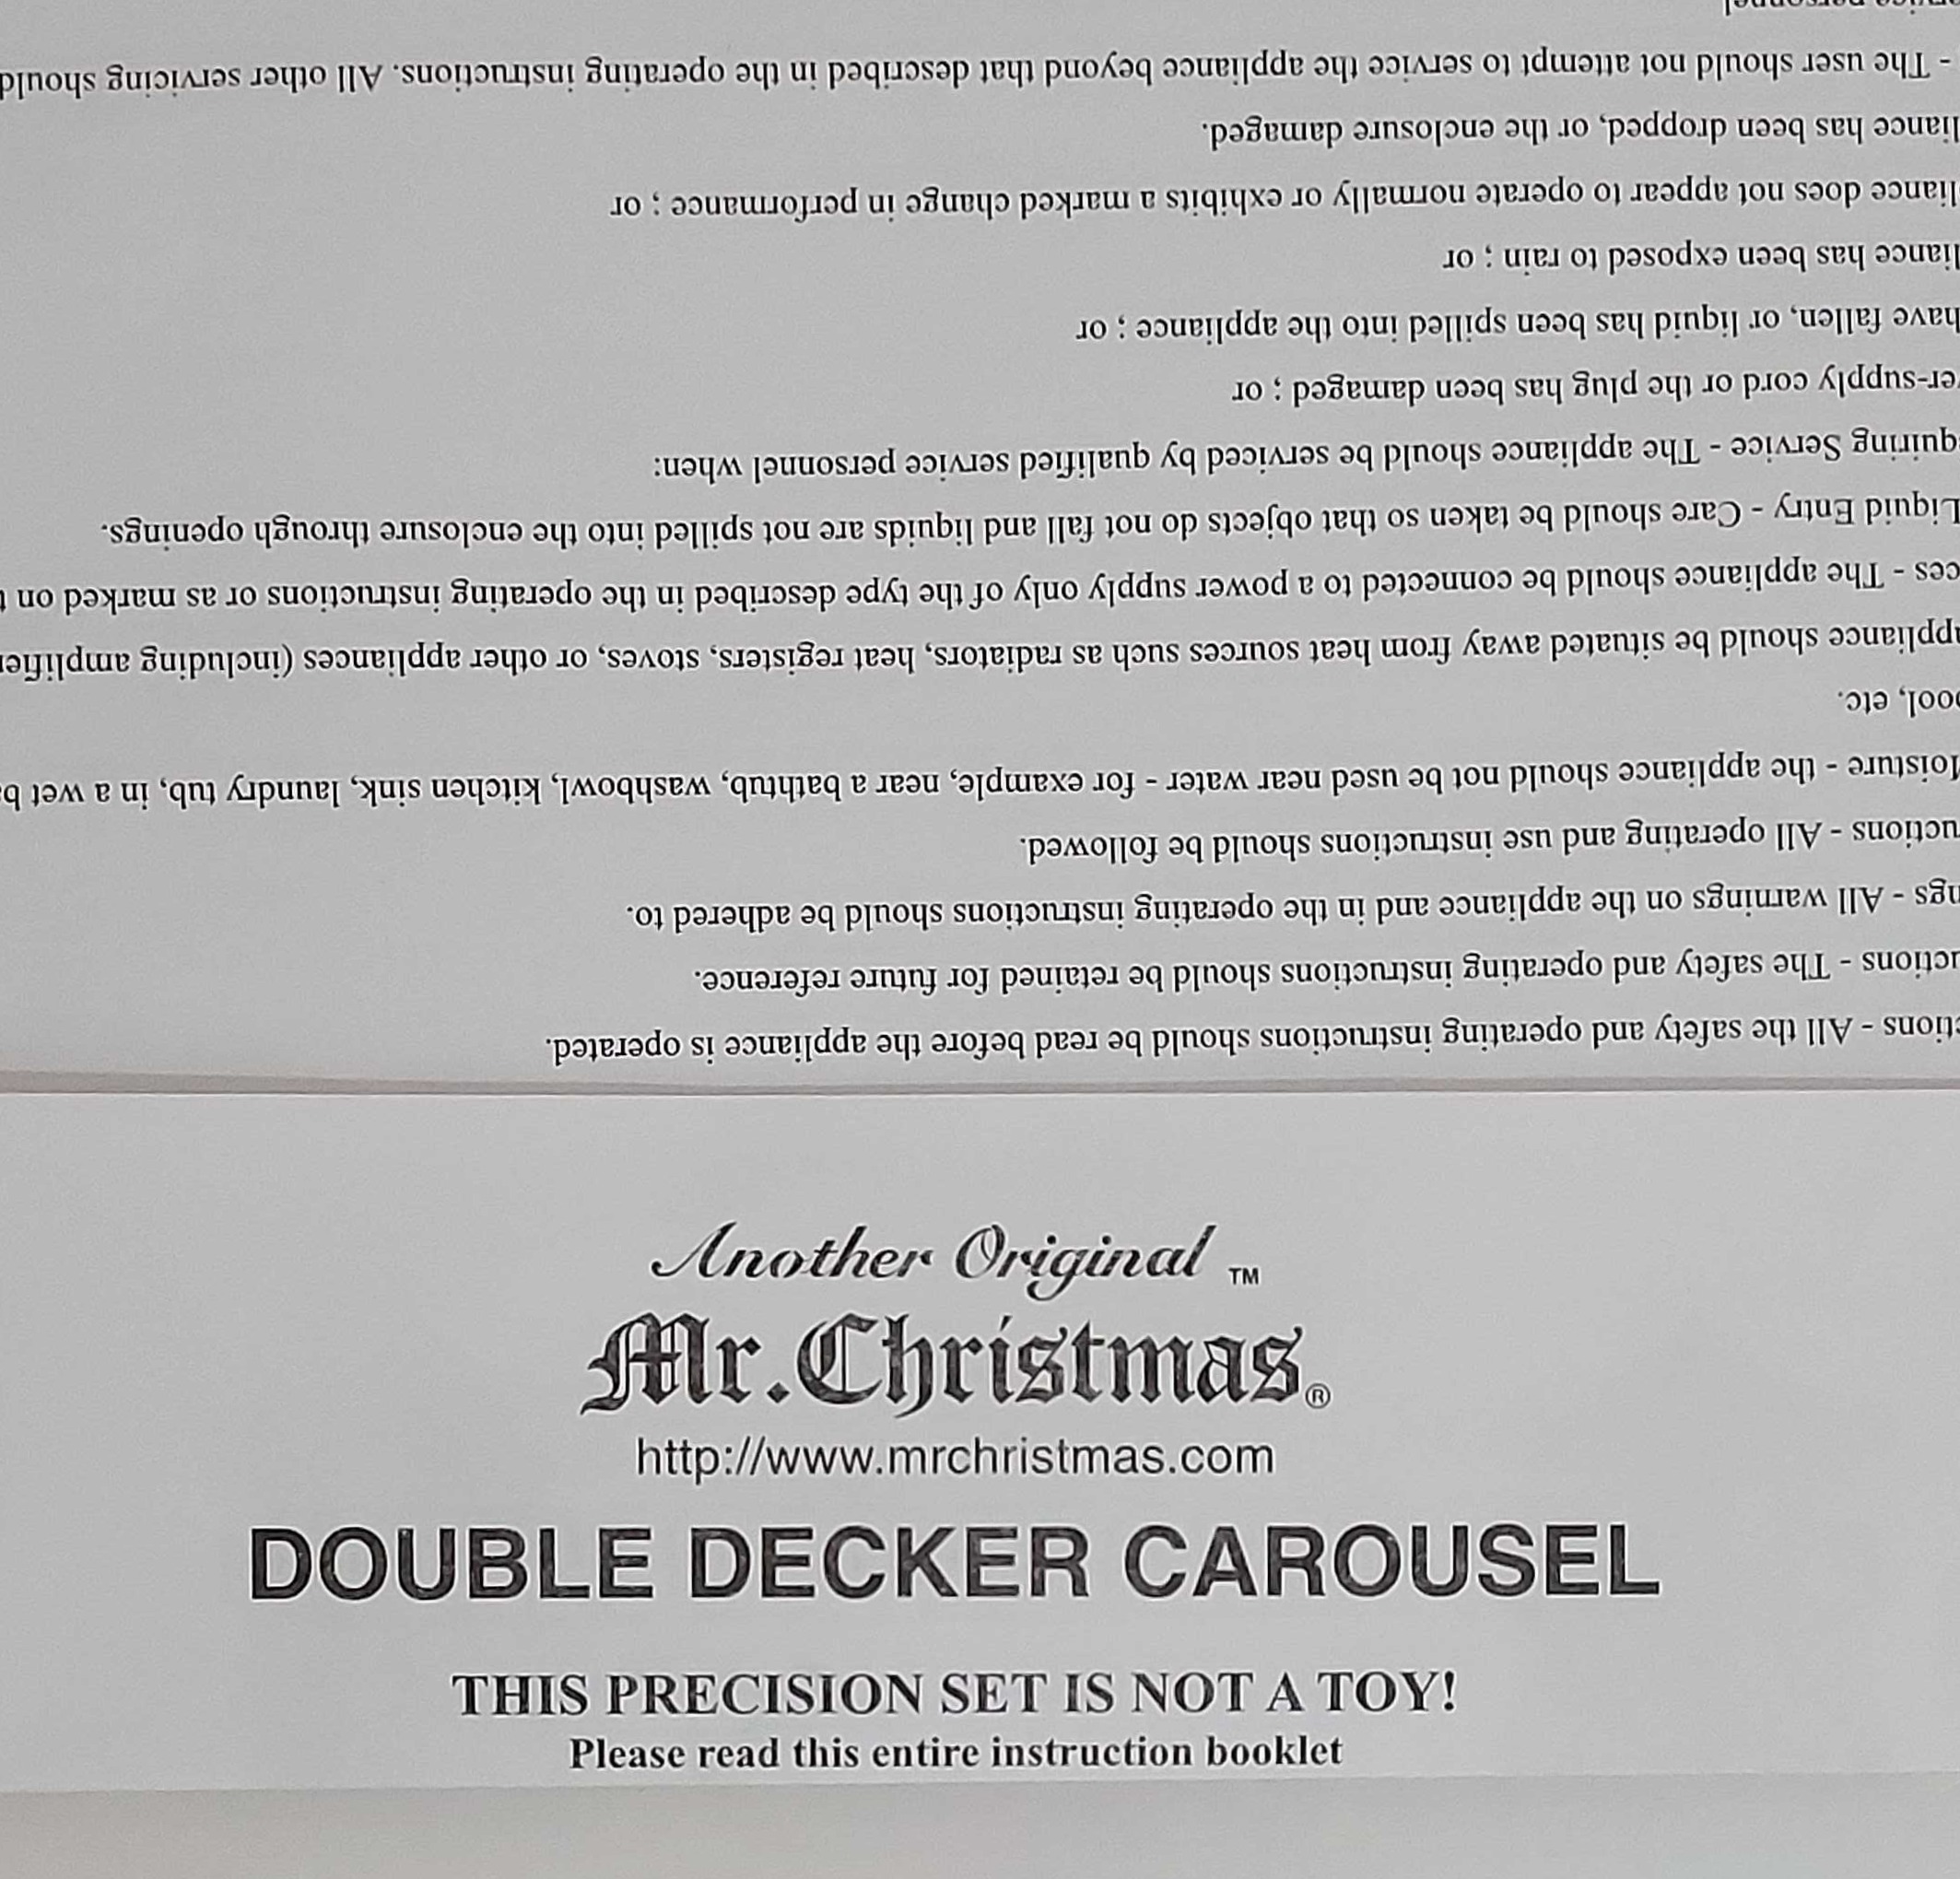 Another Original ™
Mr. Christmas®
http://www.mrchristmas.com
DOUBLE DECKER CAROUSEL
THIS PRECISION SET IS NOT A TOY!
Please read this entire instruction booklet
ctions - All the safety and operating instructions should be read before the appliance is operated.
uctions - The safety and operating instructions should be retained for future reference.
ngs - All warnings on the appliance and in the operating instructions should be adhered to.
uctions - All operating and use instructions should be followed.
Moisture - the appliance should not be used near water - for example, near a bathtub, washbowl, kitchen sink, laundry tub, in a wet ba
pool, etc.
appliance should be situated away from heat sources such as radiators, heat registers, stoves, or other appliances (including amplifier
ces - The appliance should be connected to a power supply only of the type described in the operating instructions or as marked on t
Liquid Entry - Care should be taken so that objects do not fall and liquids are not spilled into the enclosure through openings.
quiring Service - The appliance should be serviced by qualified service personnel when:
er-supply cord or the plug has been damaged ; or
have fallen, or liquid has been spilled into the appliance ; or
liance has been exposed to rain ; or
liance does not appear to operate normally or exhibits a marked change in performance ; or
liance has been dropped, or the enclosure damaged.
- The user should not attempt to service the appliance beyond that described in the operating instructions. All other servicing should